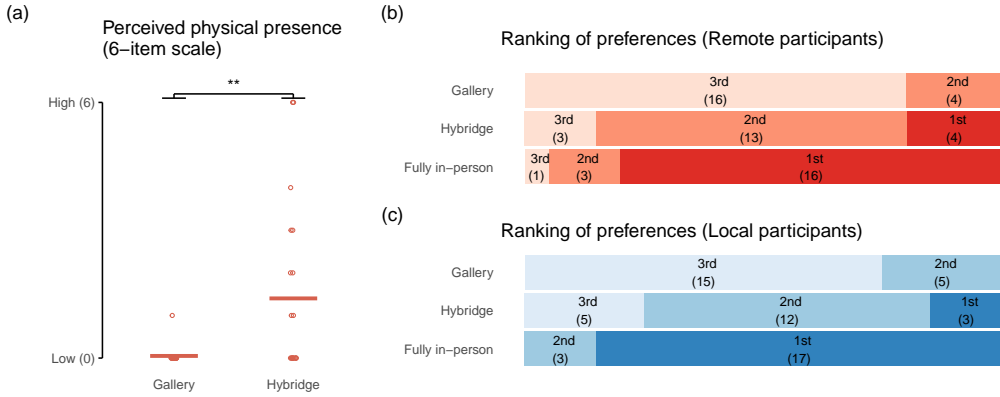 (a)
Perceived physical presence
(6−item scale)
**
High (6)
Low (0)
Gallery
Hybridge
(b)
Ranking of preferences (Remote participants)
Gallery
3rd
(16)
2nd
(4)
Hybridge
3rd
(3)
2nd
(13)
1st
(4)
Fully in−person
3rd
(1)
2nd
(3)
1st
(16)
(c)
Ranking of preferences (Local participants)
Gallery
3rd
(15)
2nd
(5)
Hybridge
3rd
(5)
2nd
(12)
1st
(3)
Fully in−person
2nd
(3)
1st
(17)